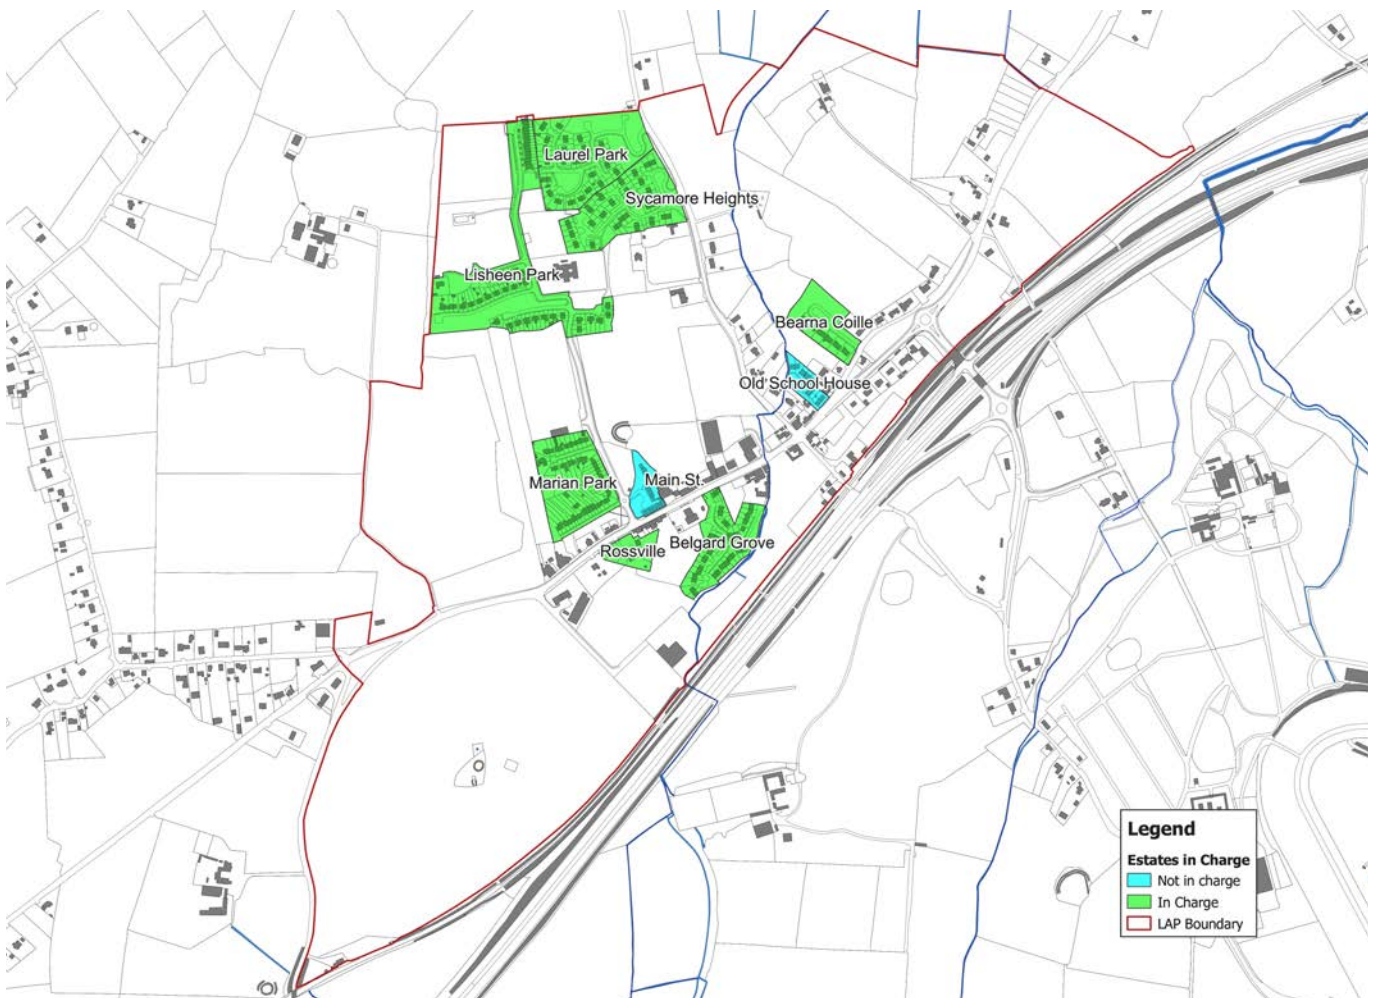 Laurel Park
Sycamore Heights
Lisheen Park
Bearna Coille
Old School House
Marian Park
Main St.
Rossville
Belgard Grove
Legend
Estates in Charge
Not in charge
In Charge
LAP Boundary